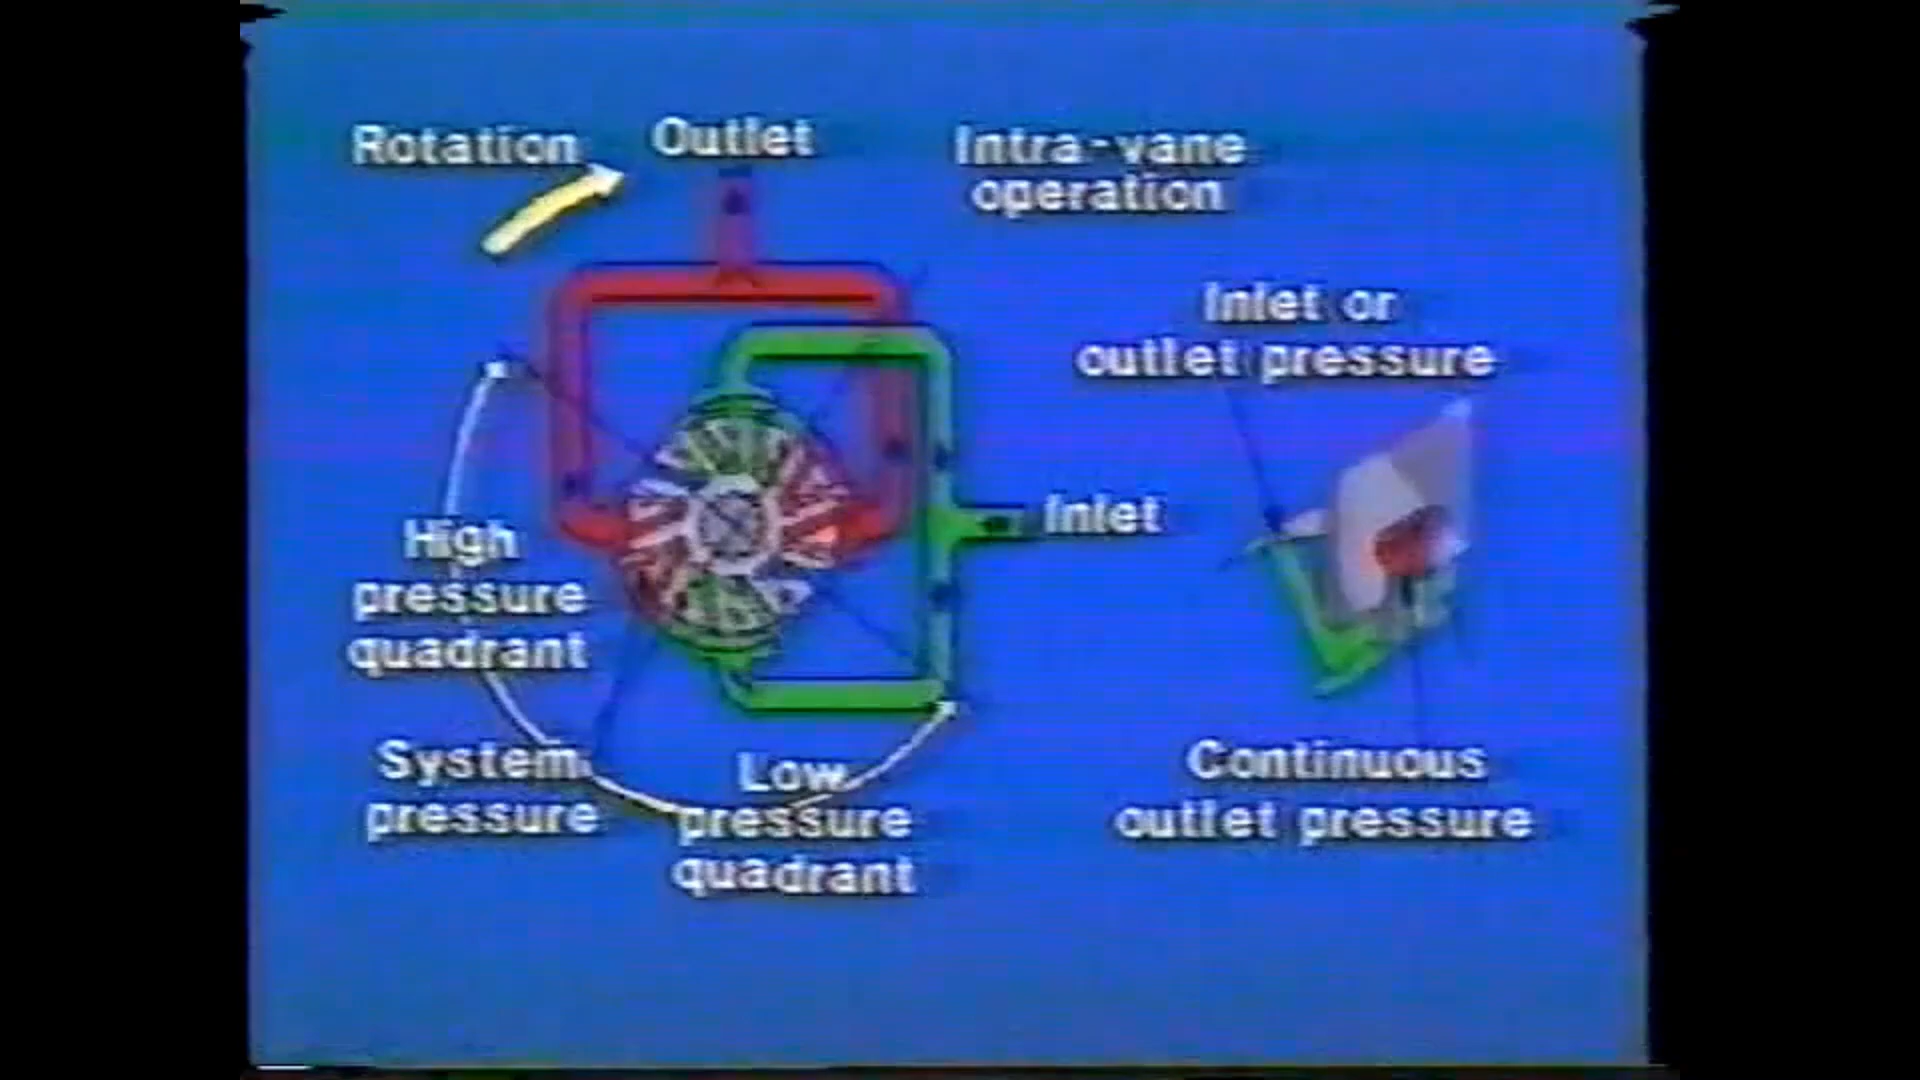 Rotation
Outlet
Intra-vane
operation
Inlet or
outlet pressure
Inlet
High
pressure
quadrant
System
pressure
Low
pressure
quadrant
Continuous
outlet pressure